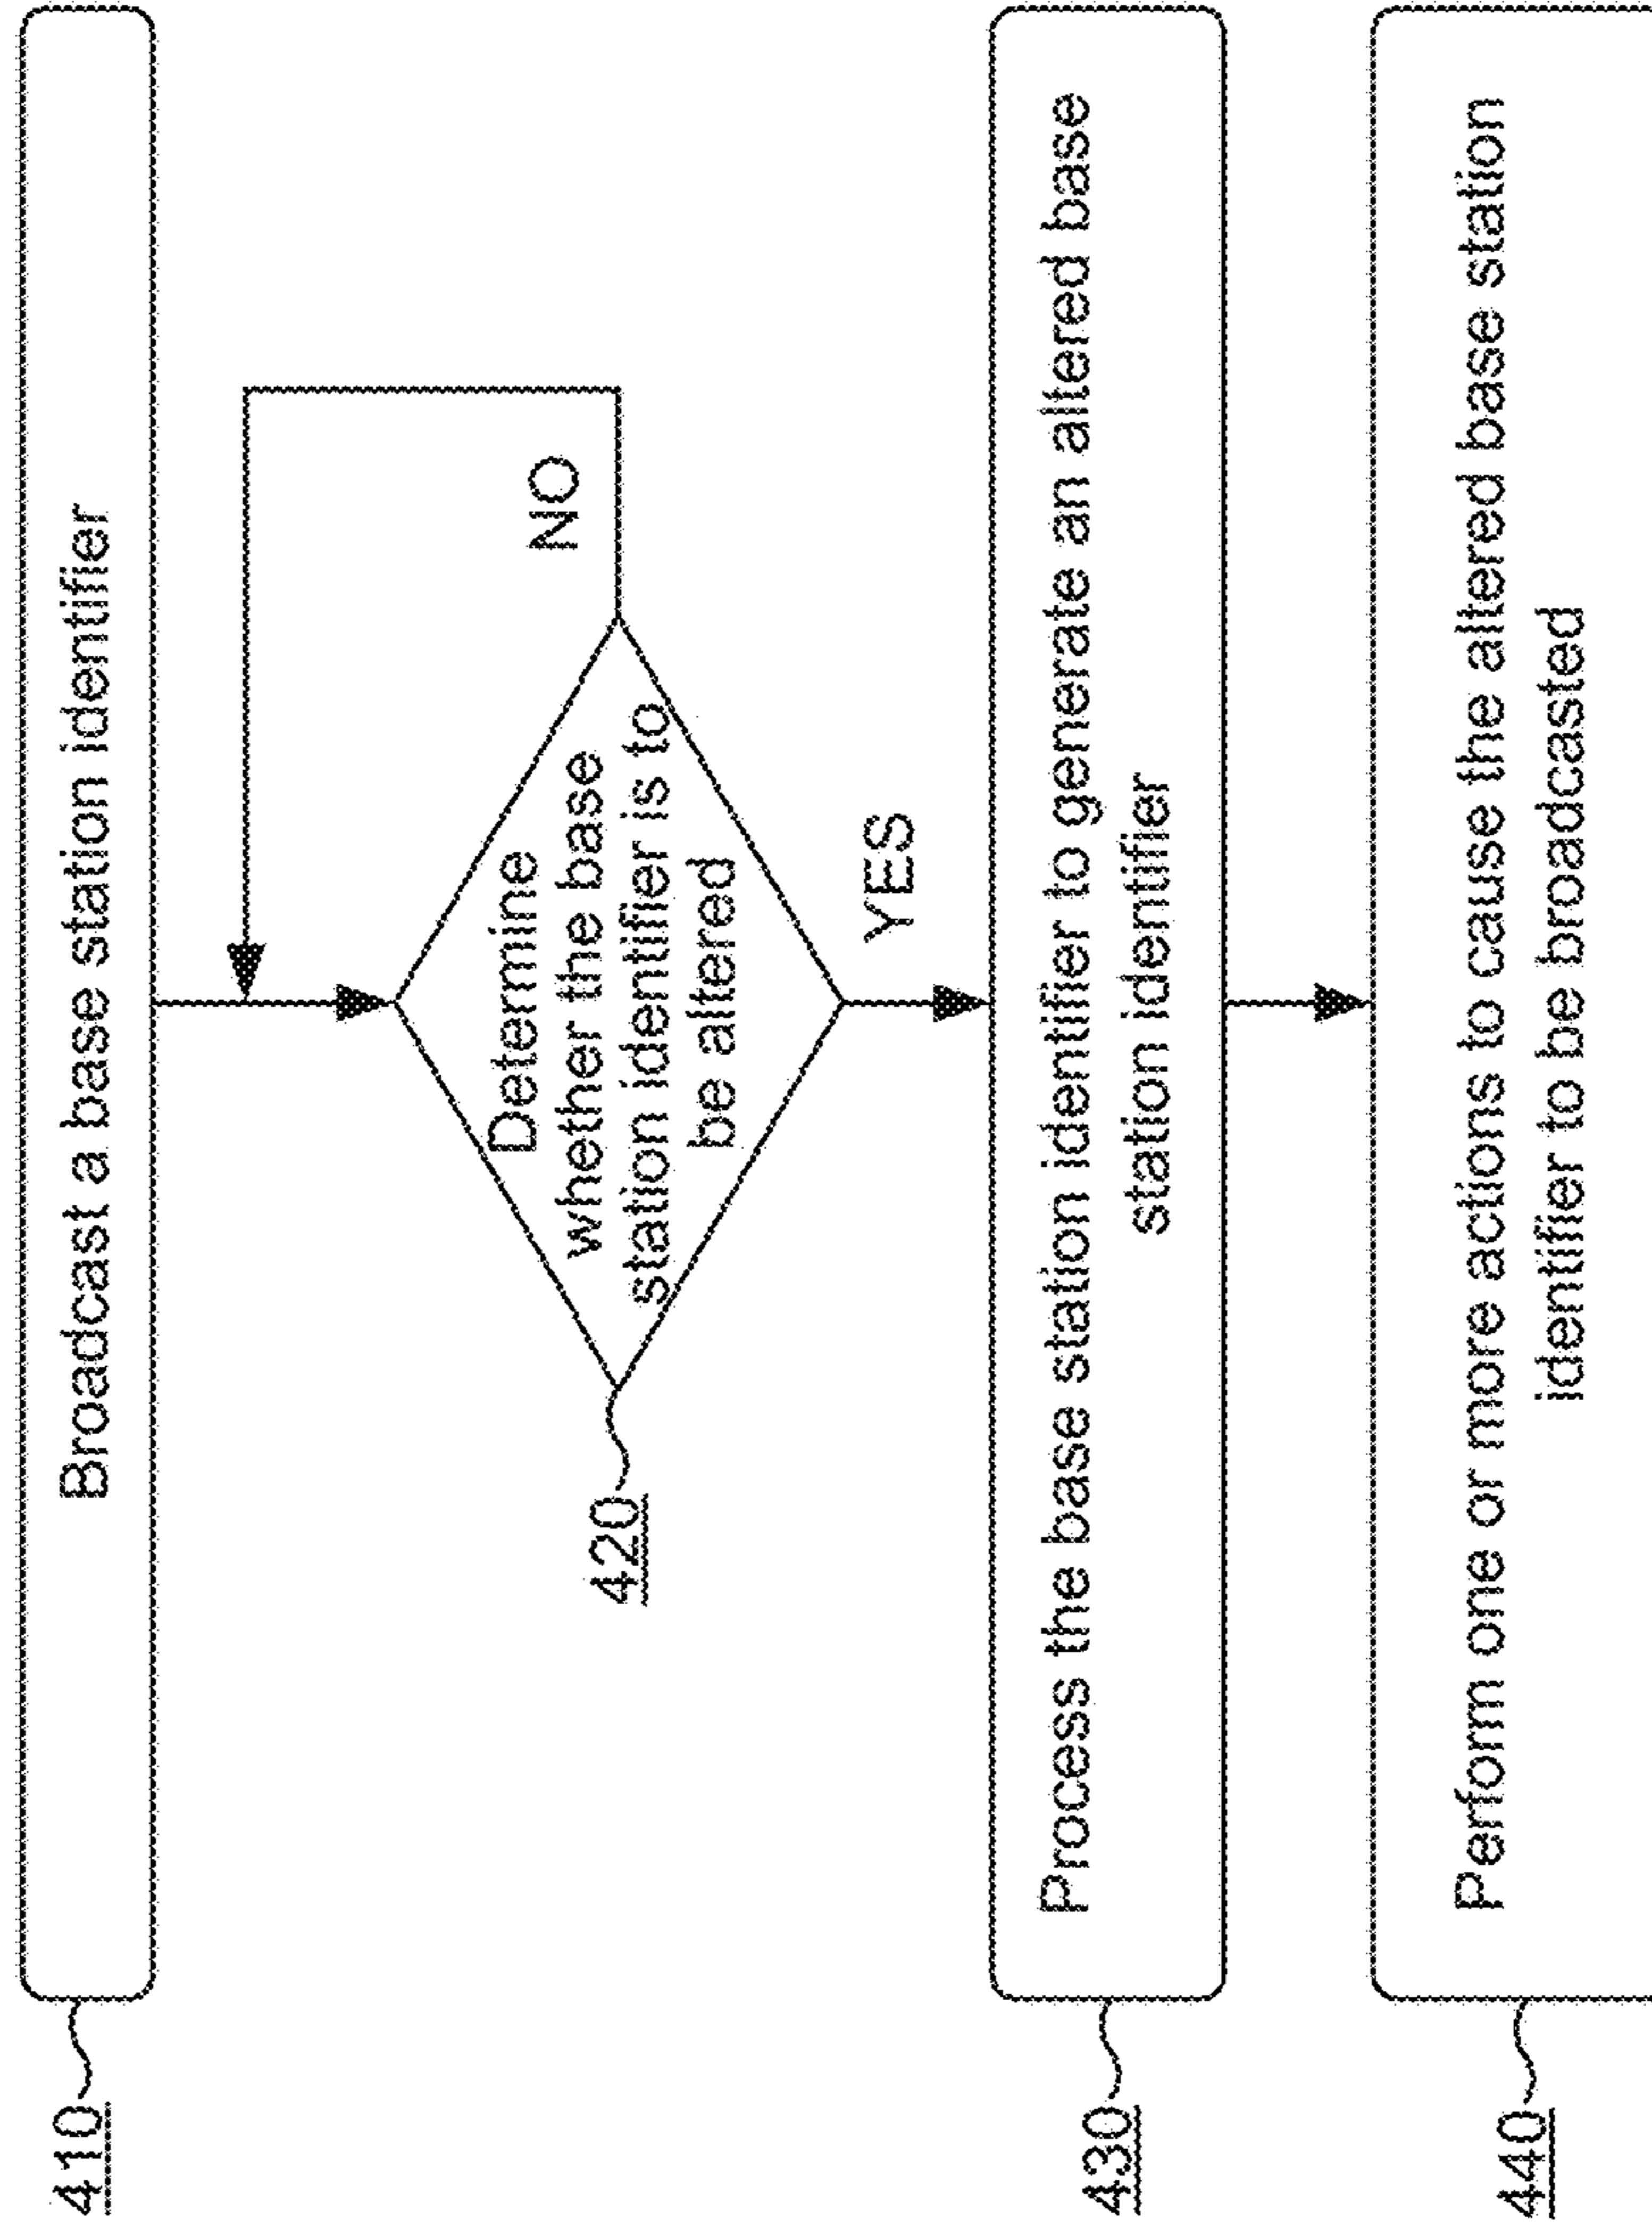 410
Broadcast a base station identifier
420
Determine
whether the base
station identifier is to
be altered
NO
YES
430
Process the base station identifier to generate an altered base
station identifier
440
Perform one or more actions to cause the altered base station
identifier to be broadcasted